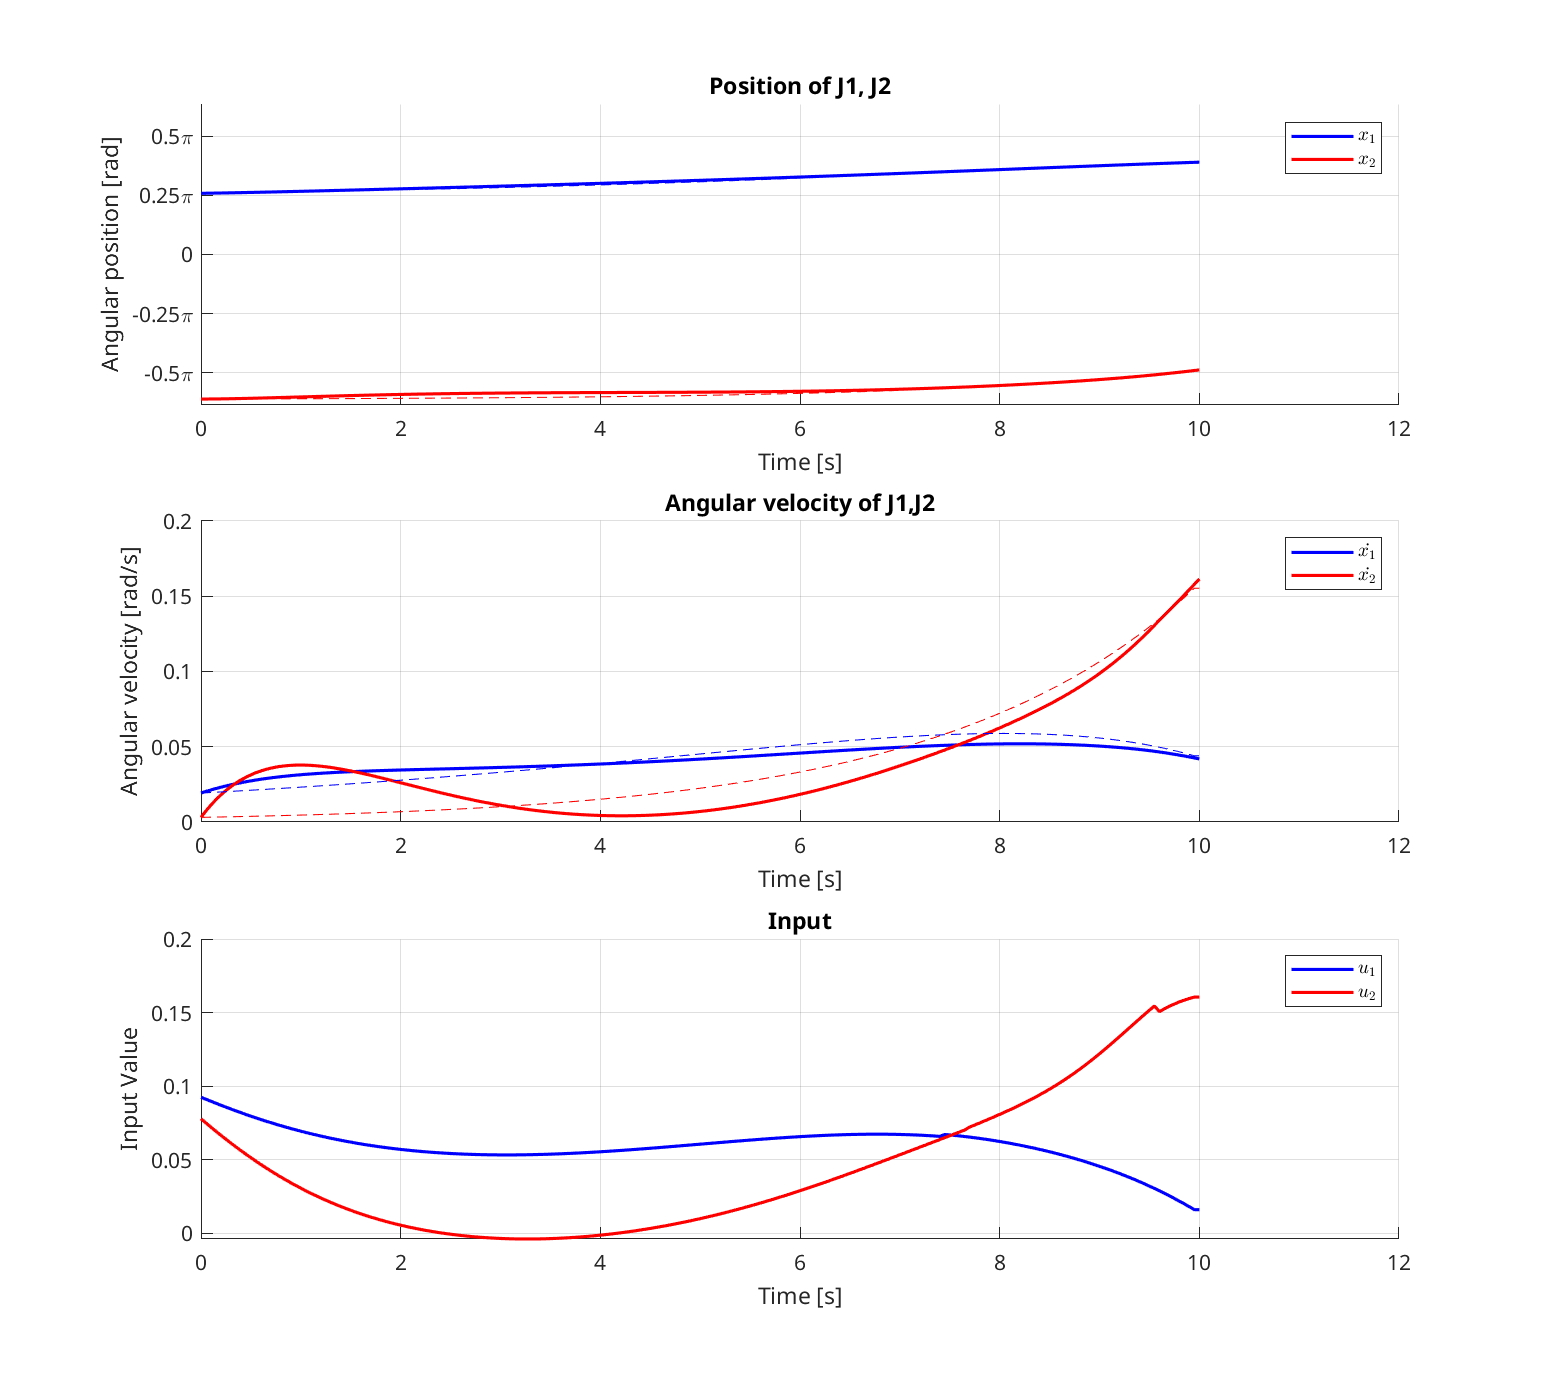 Position of J1, J2
Angular position [rad]
0.5π
0.25π
0
-0.25π
-0.5π
x₁
x₂
0 2 4 6 8 10 12
Time [s]
Angular velocity of J1,J2
Angular velocity [rad/s]
0.2
0.15
0.1
0.05
0
ẋ₁
ẋ₂
0 2 4 6 8 10 12
Time [s]
Input
Input Value
0.2
0.15
0.1
0.05
0
u₁
u₂
0 2 4 6 8 10 12
Time [s]